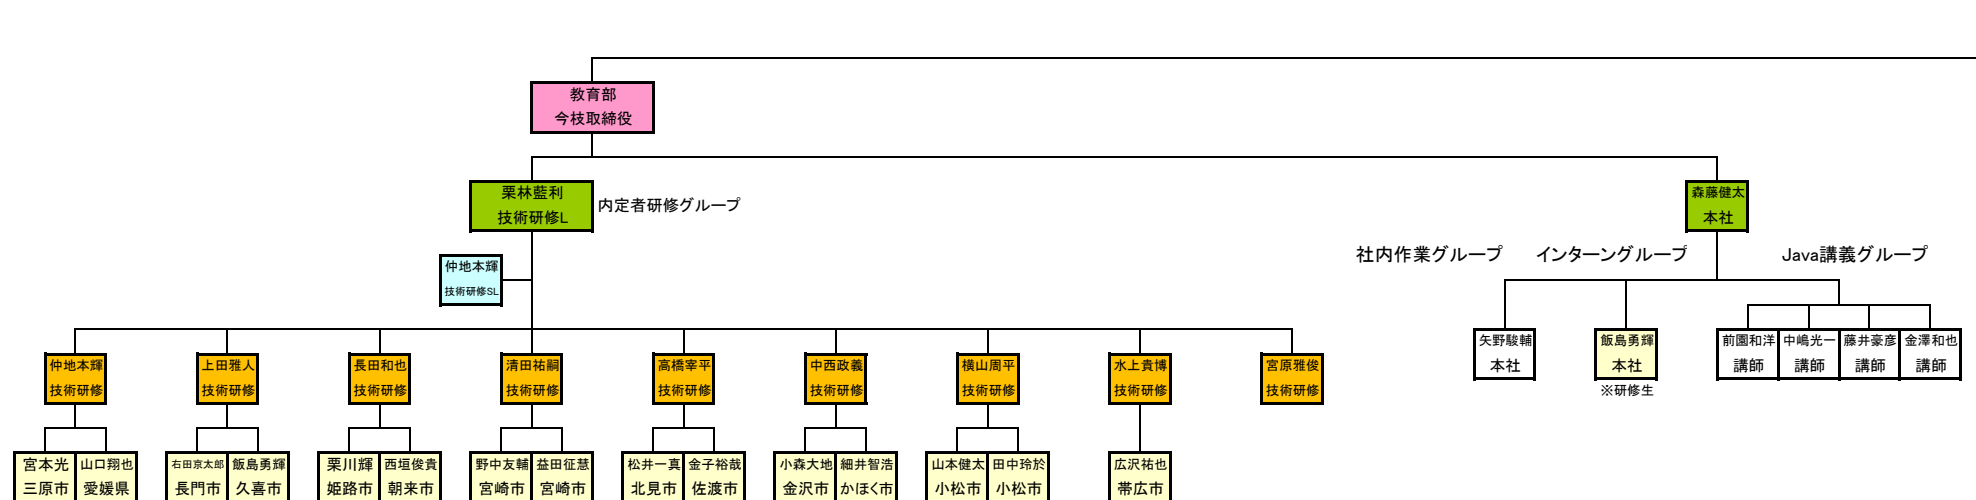 教育部
今枝取締役
栗林藍利
技術研修L
内定者研修グループ
森藤健太
本社
仲地本輝
技術研修SL
社内作業グループ
インターングループ
Java講義グループ
矢野駿輔
本社
飯島勇輝
本社
※研修生
前園和洋
講師
中嶋光一
講師
藤井豪彦
講師
金澤和也
講師
仲地本輝
技術研修
上田雅人
技術研修
長田和也
技術研修
清田祐嗣
技術研修
高橋宰平
技術研修
中西政義
技術研修
横山周平
技術研修
水上貴博
技術研修
宮原雅俊
技術研修
宮本光
三原市
山口翔也
愛媛県
右田京太郎
長門市
飯島勇輝
久喜市
栗川輝
姫路市
西垣俊貴
朝来市
野中友輔
宮崎市
益田征慧
宮崎市
松井一真
北見市
金子裕哉
佐渡市
小森大地
金沢市
細井智浩
かほく市
山本健太
小松市
田中玲於
小松市
広沢祐也
帯広市